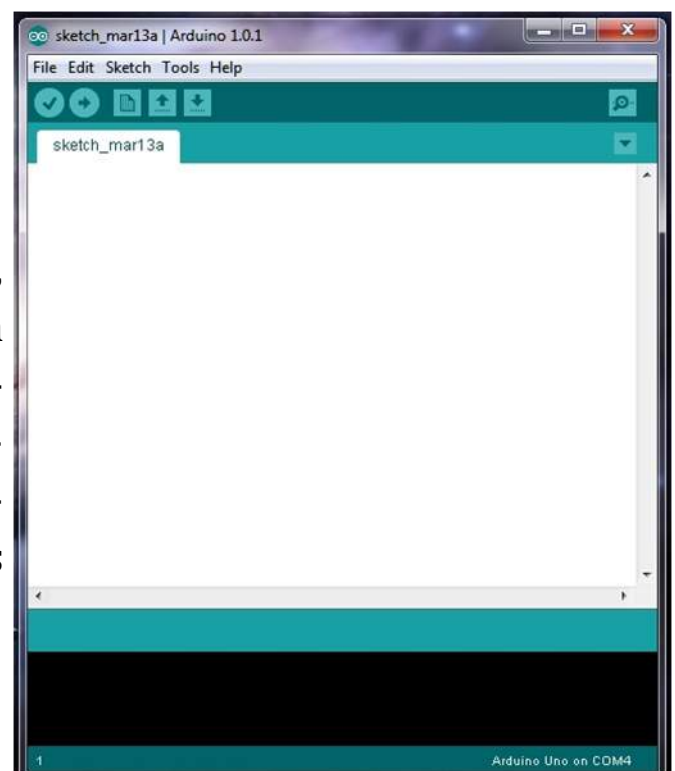 sketch_mar13a | Arduino 1.0.1
File Edit Sketch Tools Help
sketch_mar13a
1
Arduino Uno on COM4